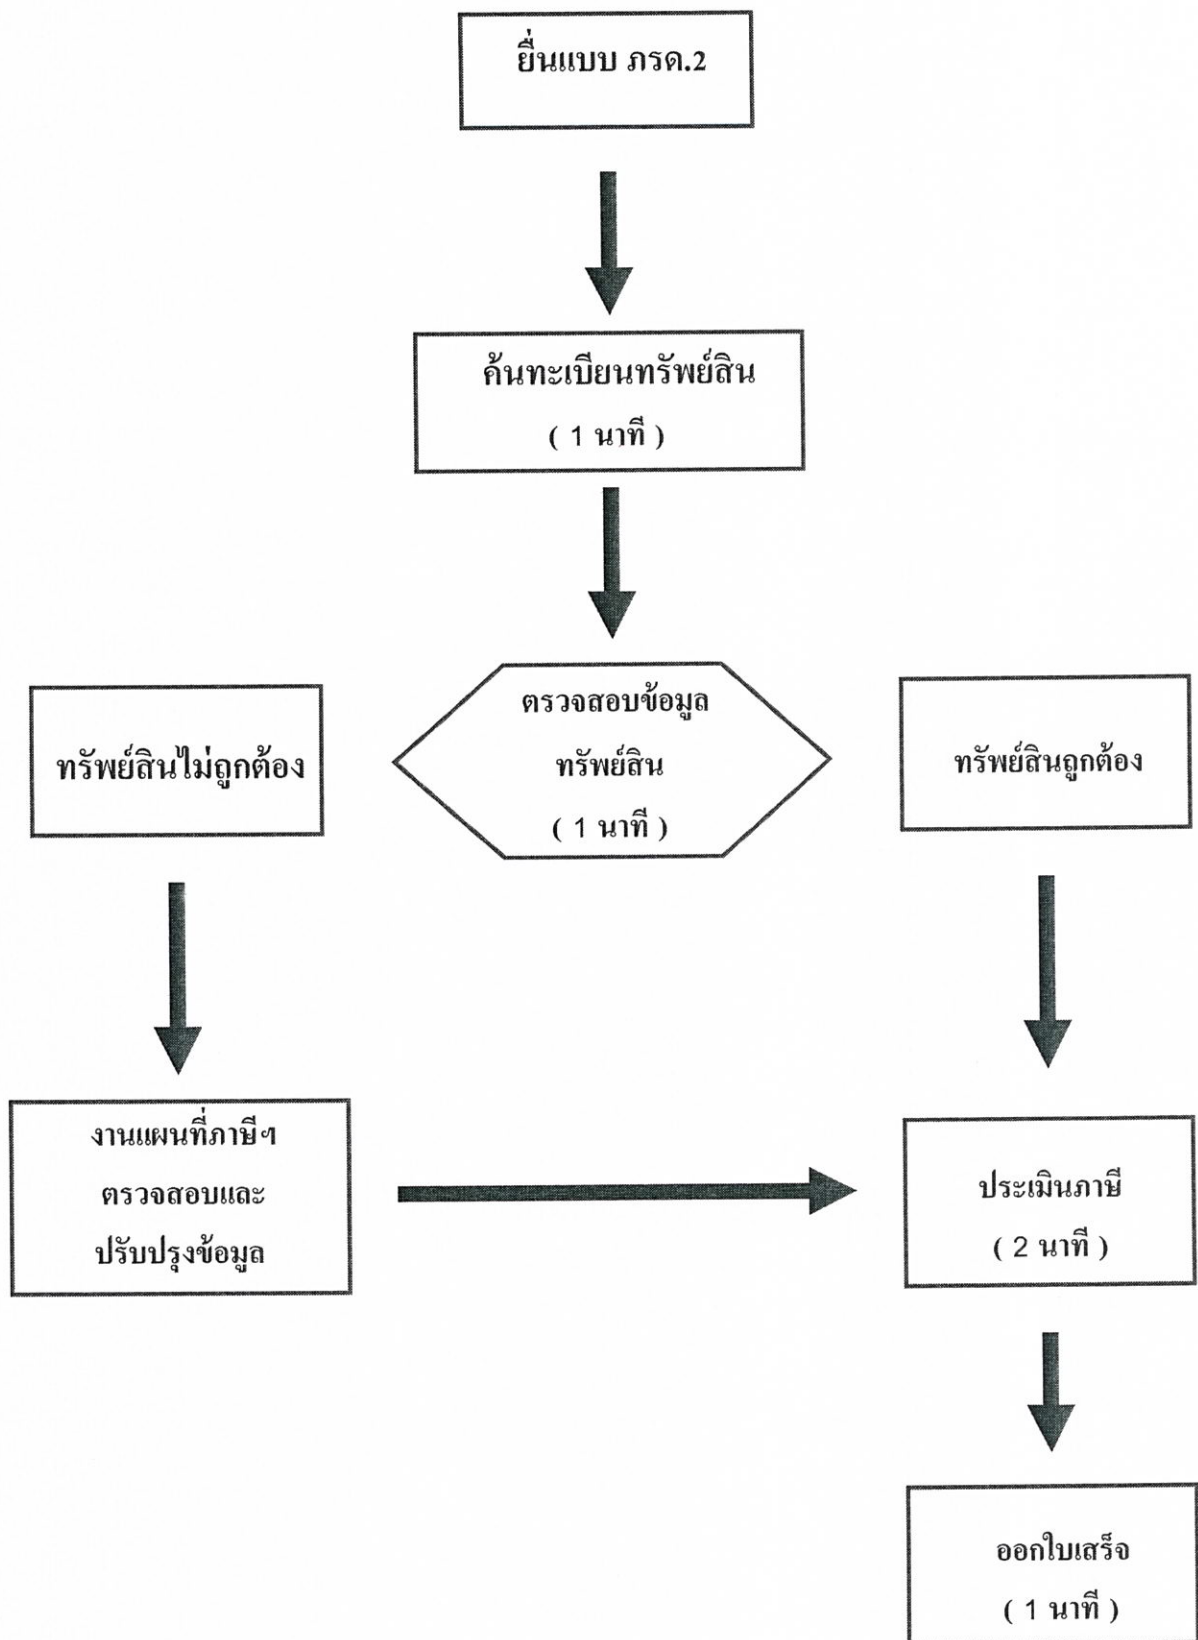 ยื่นแบบ ภรด.2
ค้นทะเบียนทรัพย์สิน
( 1 นาที )
ตรวจสอบข้อมูล
ทรัพย์สิน
( 1 นาที )
ทรัพย์สินไม่ถูกต้อง
ทรัพย์สินถูกต้อง
งานแผนที่ภาษีฯ
ตรวจสอบและ
ปรับปรุงข้อมูล
ประเมินภาษี
( 2 นาที )
ออกใบเสร็จ
( 1 นาที )